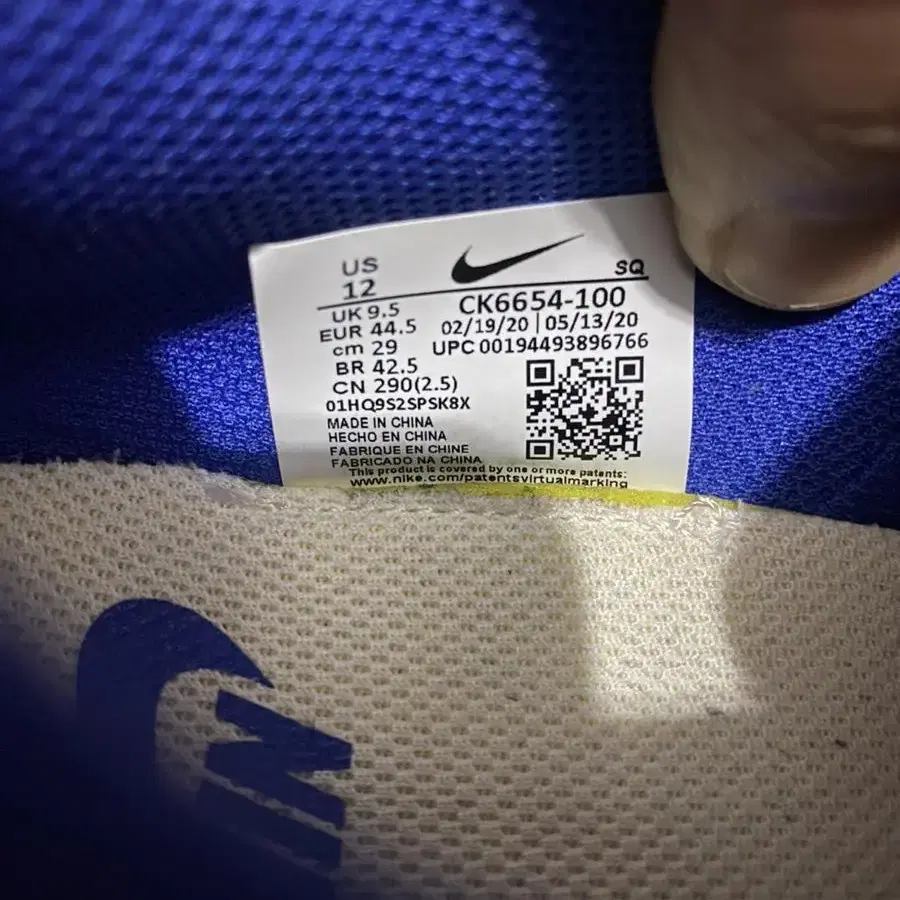 US
12
UK 9.5
EUR 44.5
cm 29
BR 42.5
CN 290(2.5)
01HQ9S2SPSK8X
MADE IN CHINA
HECHO EN CHINA
FABRIQUE EN CHINE
FABRICADO NA CHINA
SQ
CK6654-100
02/19/20 | 05/13/20
UPC 00194493896766
This product is covered by one or more patents:
www.nike.com/patentsvirtualmarking